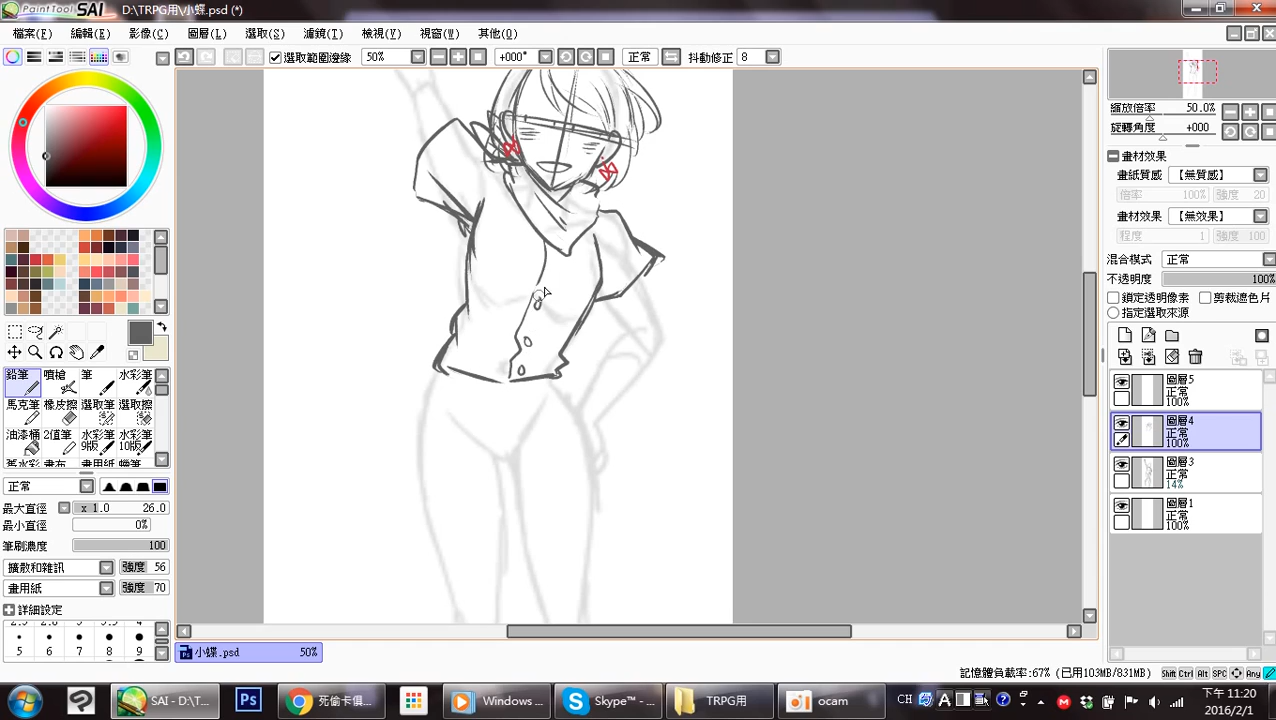 PaintTool SAI D:\TRPG用\小蝶.psd (*)
檔案(F) 編輯(E) 影像(C) 圖層(L) 選取(S) 濾鏡(T) 檢視(V) 視窗(W) 其他(O)
選取範圍邊緣 50% +000° 正常 抖動修正 8
縮放倍率 50.0%
旋轉角度 +000
畫材效果
畫紙質感 【無質感】
倍率 100% 強度 20
畫材效果 【無效果】
程度 1 強度 100
混合模式 正常
不透明度 100%
鎖定透明像素 剪裁遮色片
指定選取來源
圖層5
正常
100%
圖層4
正常
100%
圖層3
正常
14%
圖層1
正常
100%
鉛筆 噴槍 筆 水彩筆
馬克筆 橡皮擦 選取筆 選取擦
油漆桶 2值筆 水彩筆 水彩筆
9版 10版
舊水彩 畫布 畫用紙 蠟筆
正常
最大直徑 x 1.0 26.0
最小直徑 0%
筆刷濃度 100
擴散和雜訊 強度 56
畫用紙 強度 70
詳細設定
5 6 7 8 9
小蝶.psd 50%
記憶體負載率:67% (已用103MB/831MB) Shift Ctrl Alt SPC Any
SAI - D:\T... Ps 死偷卡俱... Windows ... Skype™ - ... TRPG用 ocam
CH 下午 11:20
2016/2/1